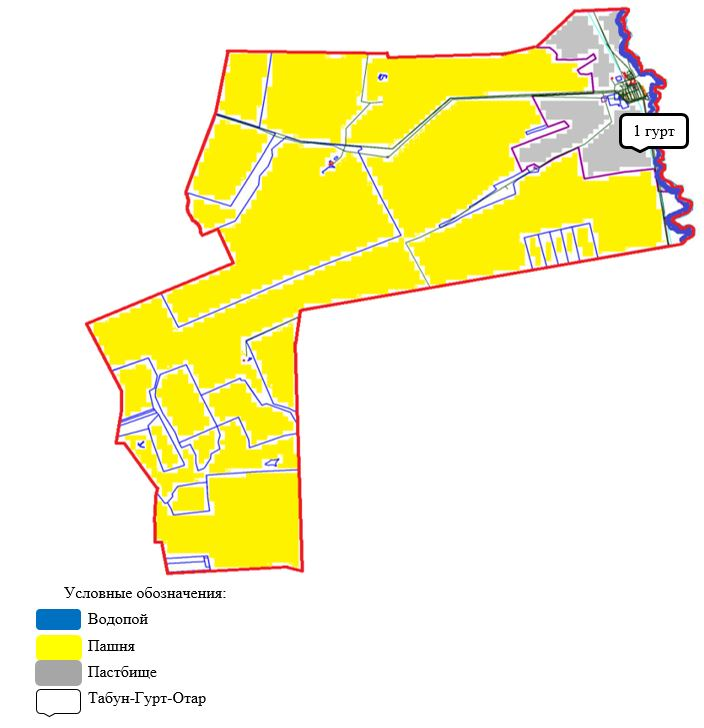 1 гурт
Условные обозначения:
Водопой
Пашня
Пастбище
Табун-Гурт-Отар